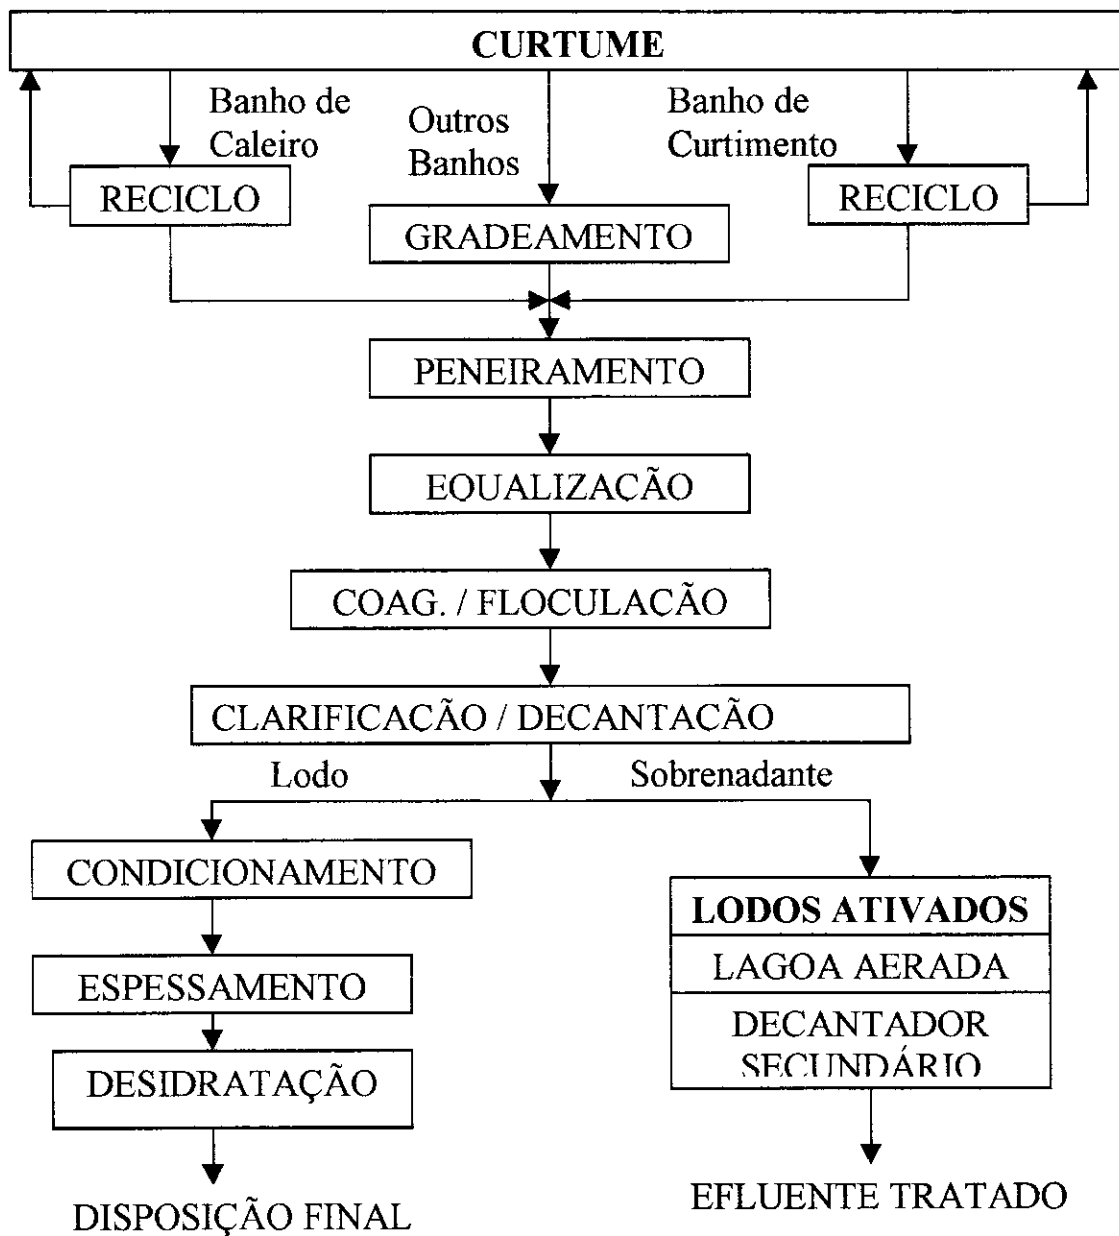 CURTUME
Banho de
Caleiro
Outros
Banhos
Banho de
Curtimento
RECICLO
RECICLO
GRADEAMENTO
PENEIRAMENTO
EQUALIZAÇÃO
COAG. / FLOCULAÇÃO
CLARIFICAÇÃO / DECANTAÇÃO
Lodo
Sobrenadante
CONDICIONAMENTO
ESPESSAMENTO
DESIDRATAÇÃO
DISPOSIÇÃO FINAL
LODOS ATIVADOS
LAGOA AERADA
DECANTADOR
SECUNDÁRIO
EFLUENTE TRATADO